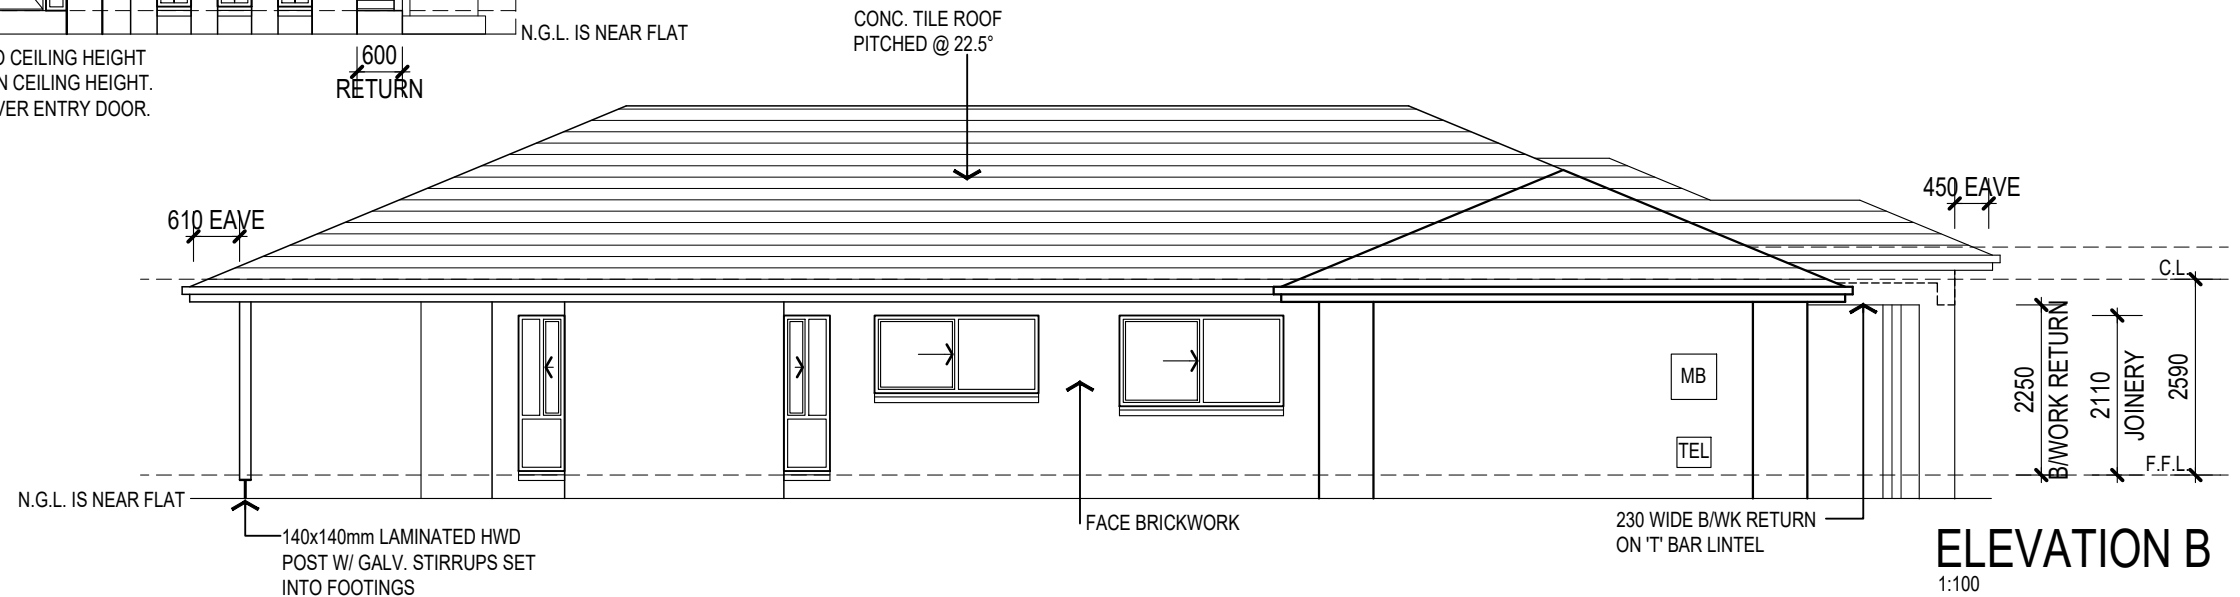 N.G.L. IS NEAR FLAT
CEILING HEIGHT
CEILING HEIGHT.
ENTRY DOOR.
600
RETURN
CONC. TILE ROOF
PITCHED @ 22.5°
610 EAVE
450 EAVE
C.L.
MB
TEL
2250
B/WORK RETURN
2110
JOINERY
2590
F.F.L.
N.G.L. IS NEAR FLAT
140x140mm LAMINATED HWD
POST W/ GALV. STIRRUPS SET
INTO FOOTINGS
FACE BRICKWORK
230 WIDE B/WK RETURN
ON 'T' BAR LINTEL
ELEVATION B
1:100